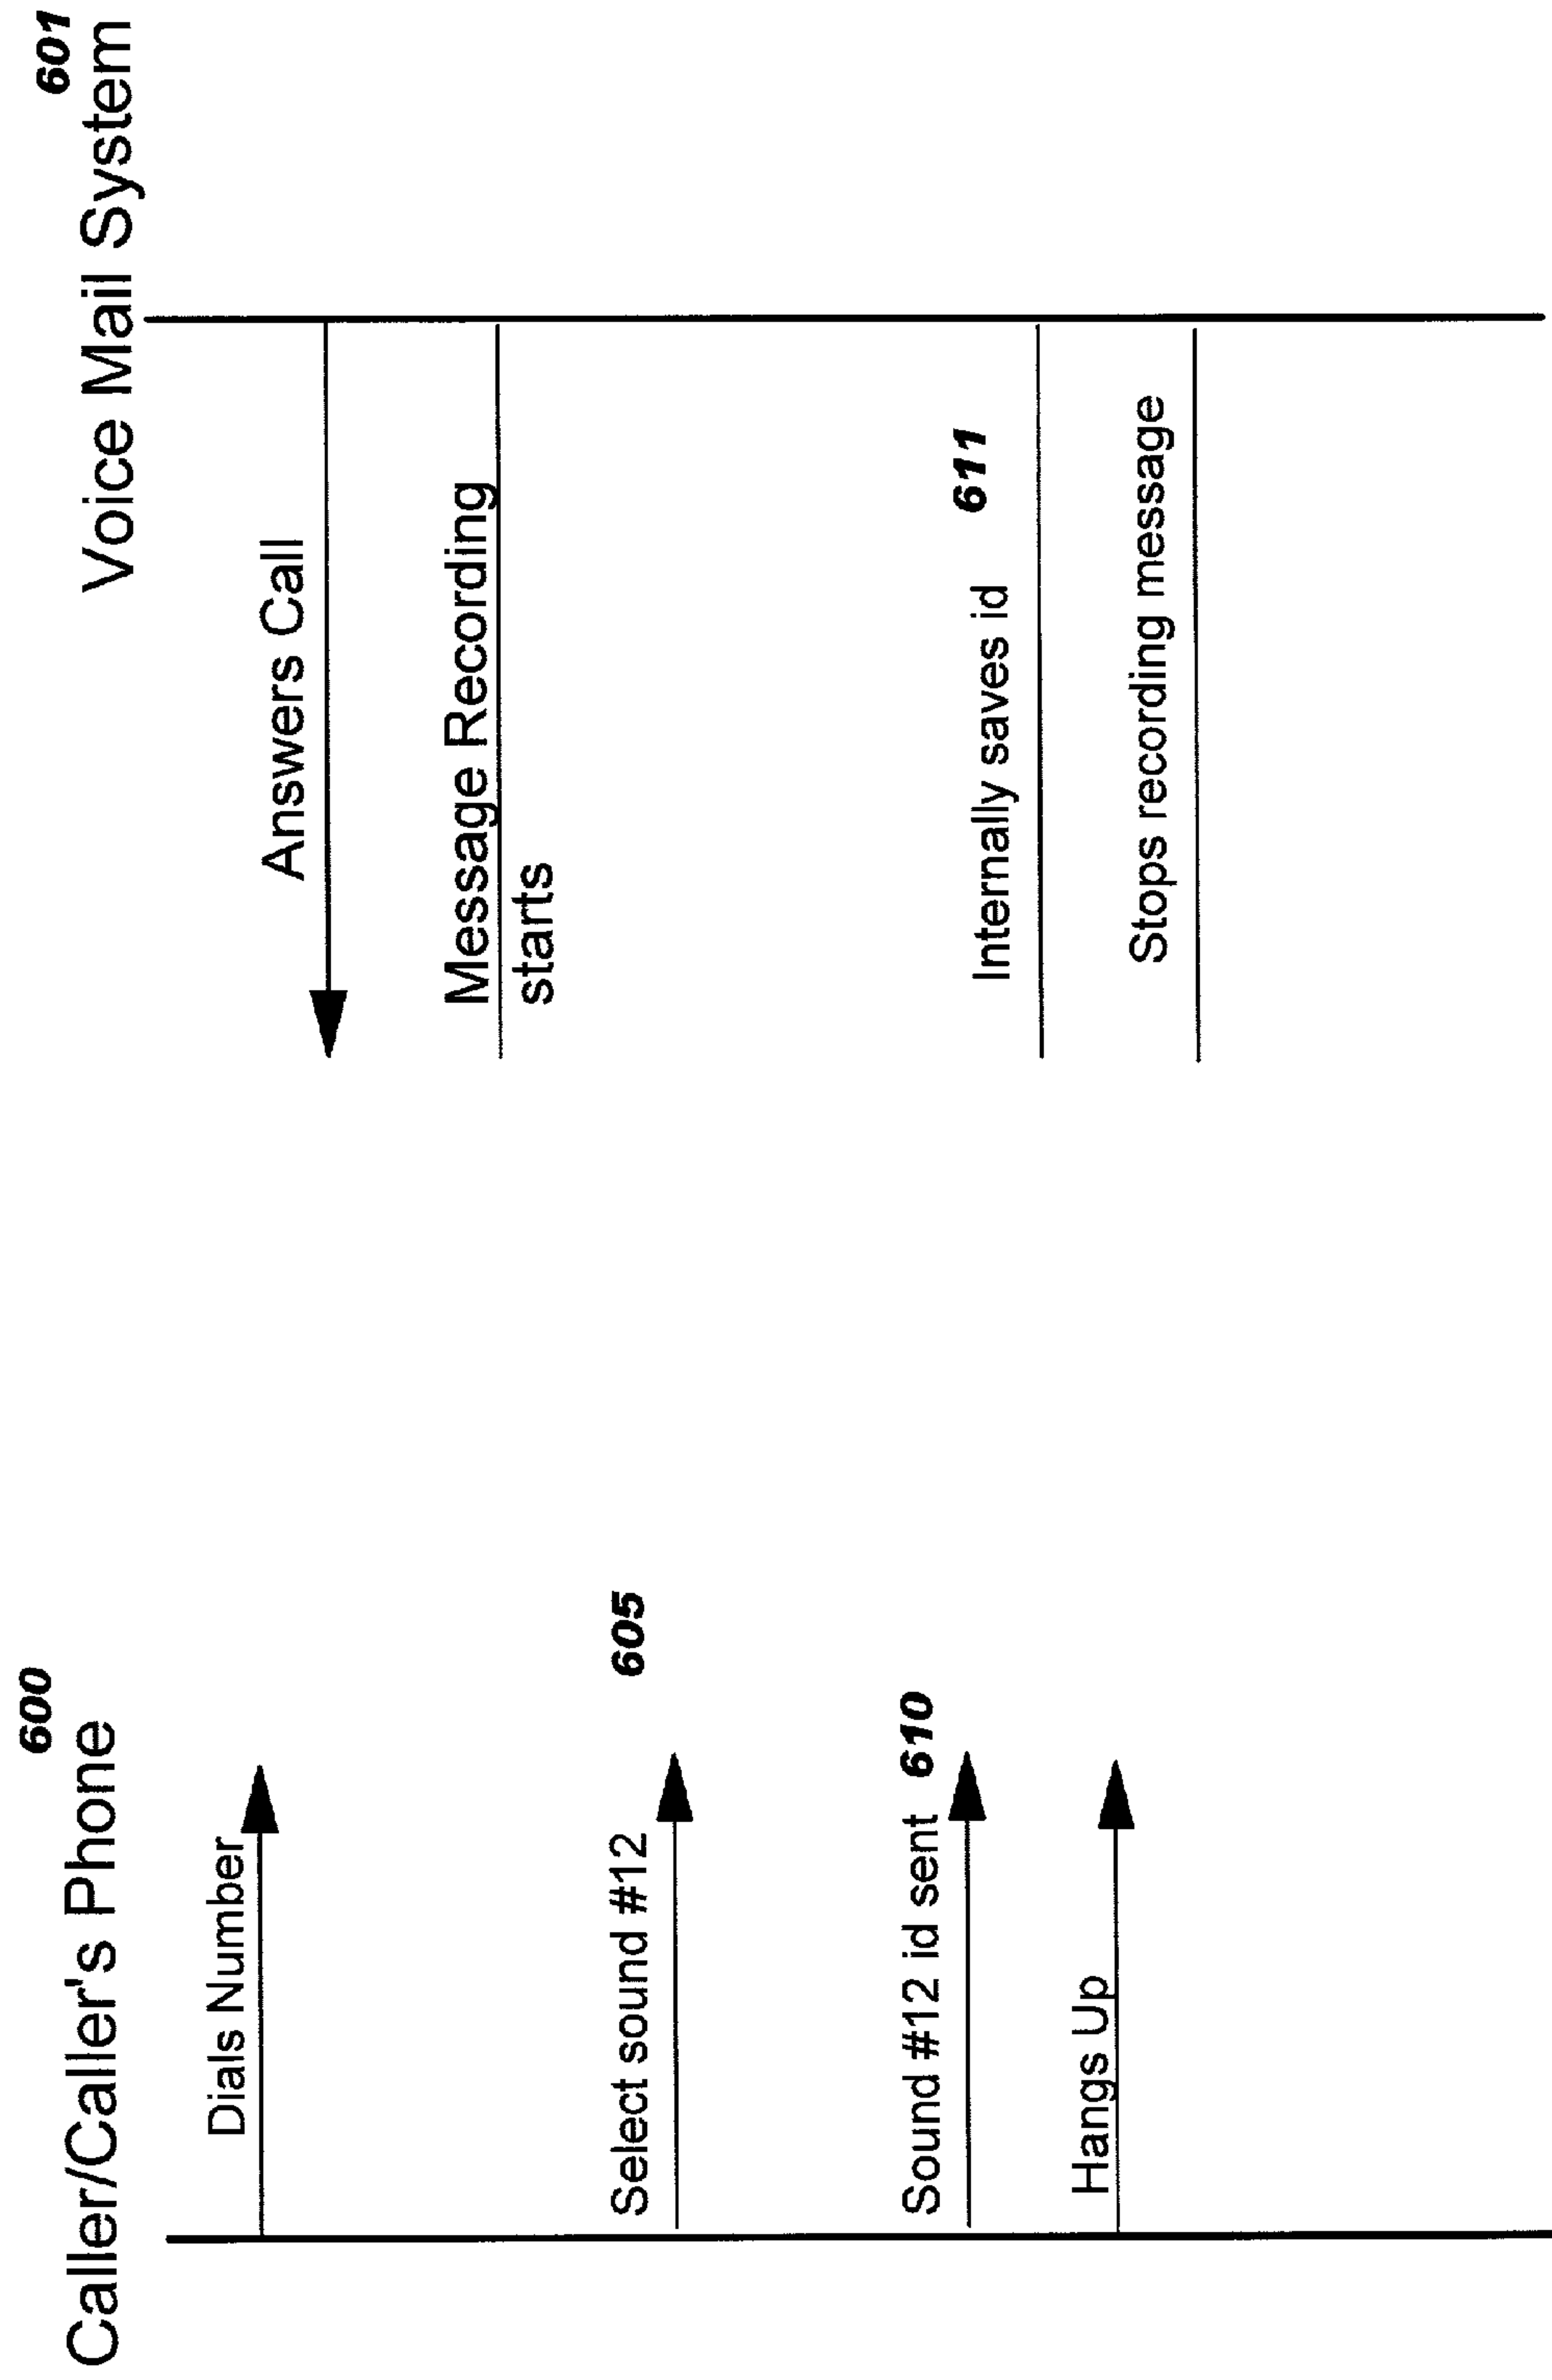 600
Caller/Caller's Phone
601
Voice Mail System
Dials Number
Answers Call
Message Recording
starts
Select sound #12
605
Sound #12 id sent 610
Internally saves id 611
Hangs Up
Stops recording message